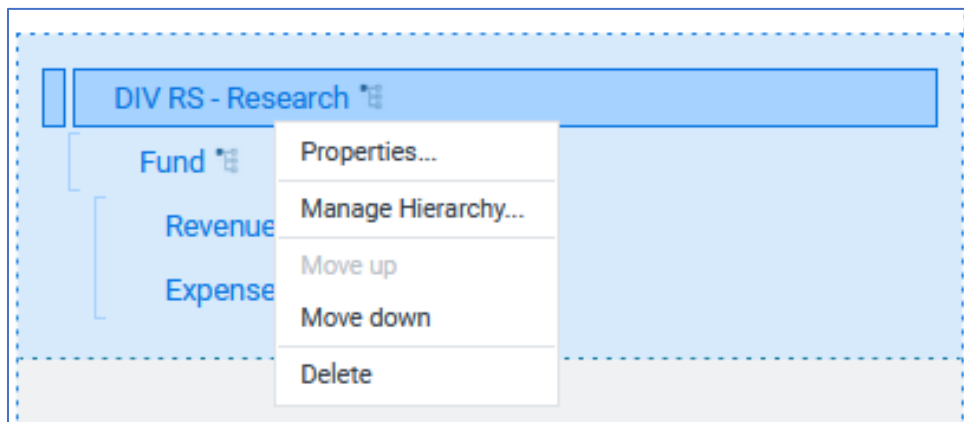 DIV RS - Research
Fund
Properties...
Manage Hierarchy...
Revenue
Move up
Expense
Move down
Delete